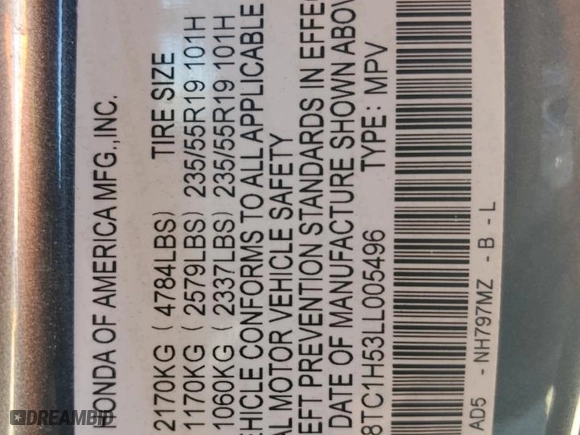 HONDA OF AMERICA MFG.,INC.
2170KG ( 4784LBS) TIRE SIZE
1170KG ( 2579LBS) 235/55R19 101H
1060KG ( 2337LBS) 235/55R19 101H
HICLE CONFORMS TO ALL APPLICABLE
AL MOTOR VEHICLE SAFETY
EFT PREVENTION STANDARDS IN EFFE
DATE OF MANUFACTURE SHOWN ABOV
8TC1H53LL005496 TYPE: MPV
AD5 - NH797MZ - B - L
DREAMBID